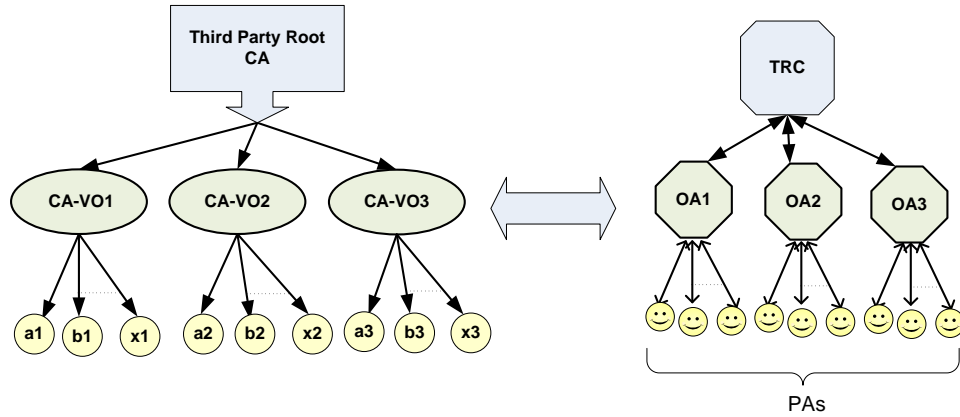 Third Party Root
CA
TRC
CA-VO1
CA-VO2
CA-VO3
OA1
OA2
OA3
a1
b1
x1
a2
b2
x2
a3
b3
x3
PAs